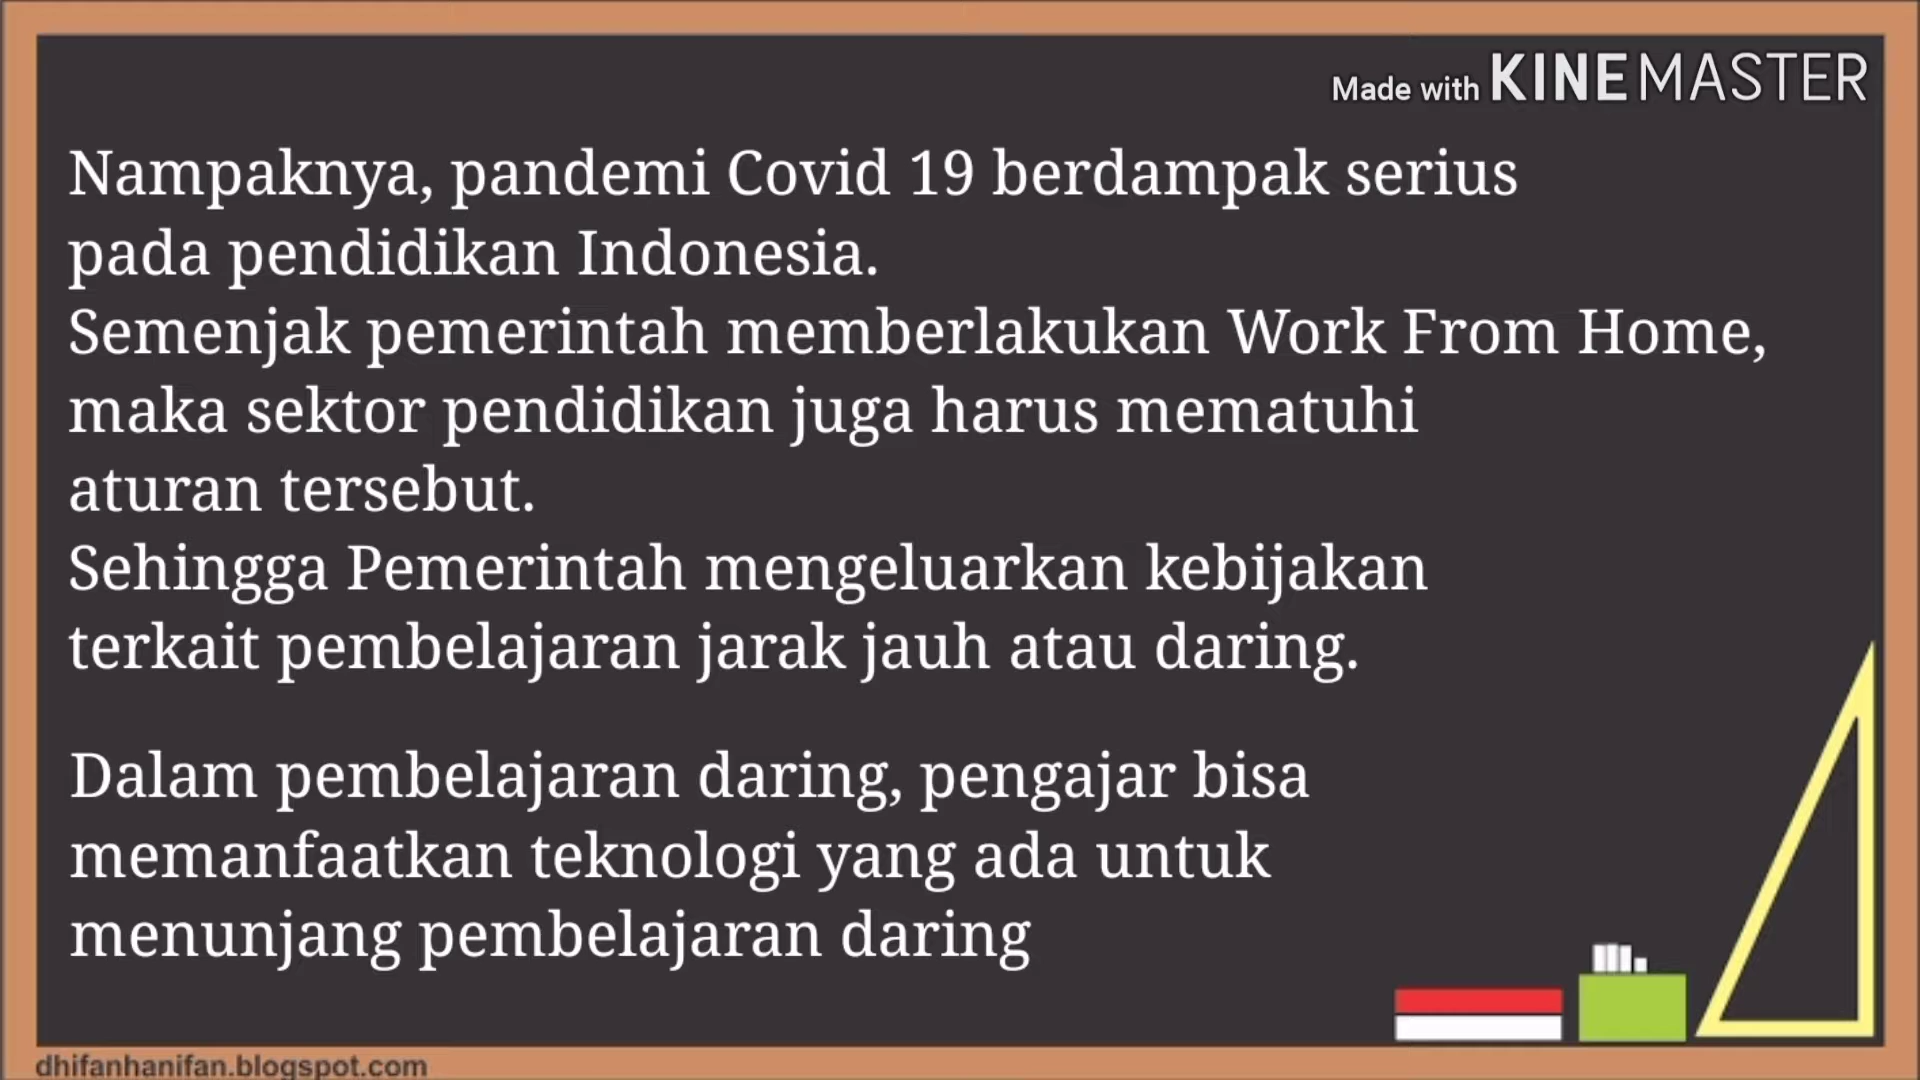 Made with KINEMASTER
Nampaknya, pandemi Covid 19 berdampak serius
pada pendidikan Indonesia.
Semenjak pemerintah memberlakukan Work From Home,
maka sektor pendidikan juga harus mematuhi
aturan tersebut.
Sehingga Pemerintah mengeluarkan kebijakan
terkait pembelajaran jarak jauh atau daring.
Dalam pembelajaran daring, pengajar bisa
memanfaatkan teknologi yang ada untuk
menunjang pembelajaran daring
dhifanhanifan.blogspot.com